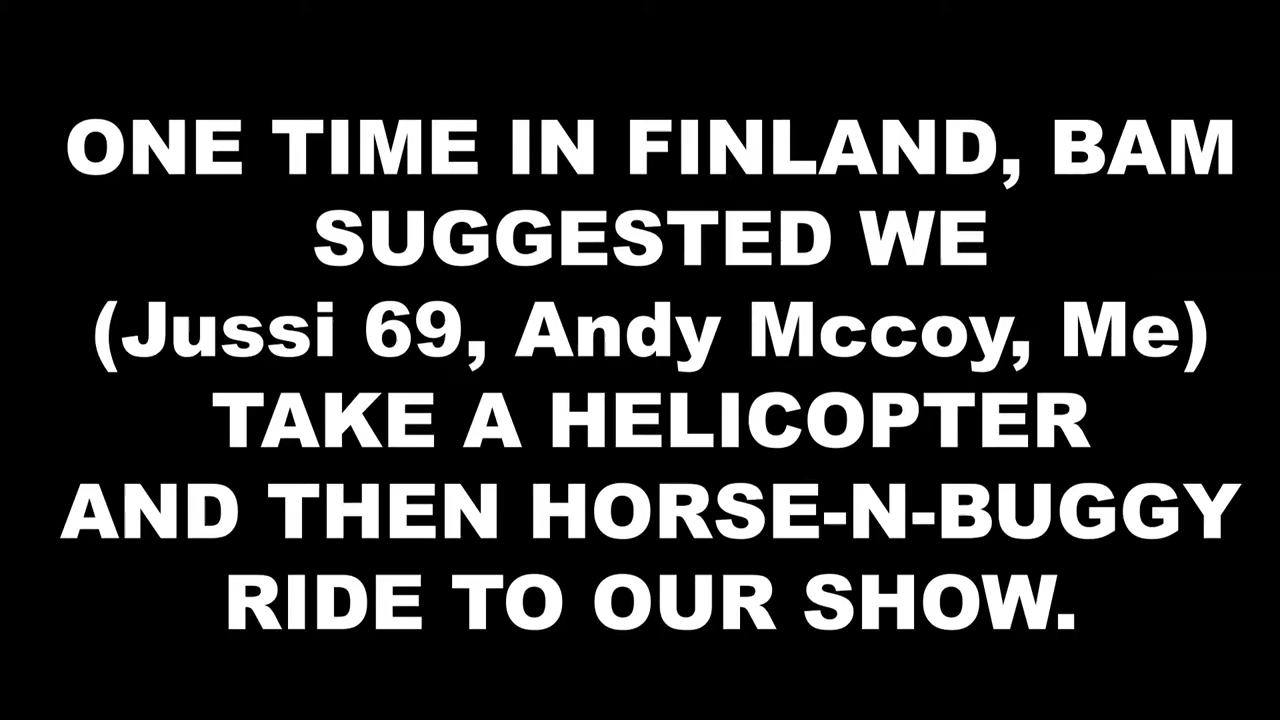 ONE TIME IN FINLAND, BAM
SUGGESTED WE
(Jussi 69, Andy Mccoy, Me)
TAKE A HELICOPTER
AND THEN HORSE-N-BUGGY
RIDE TO OUR SHOW.